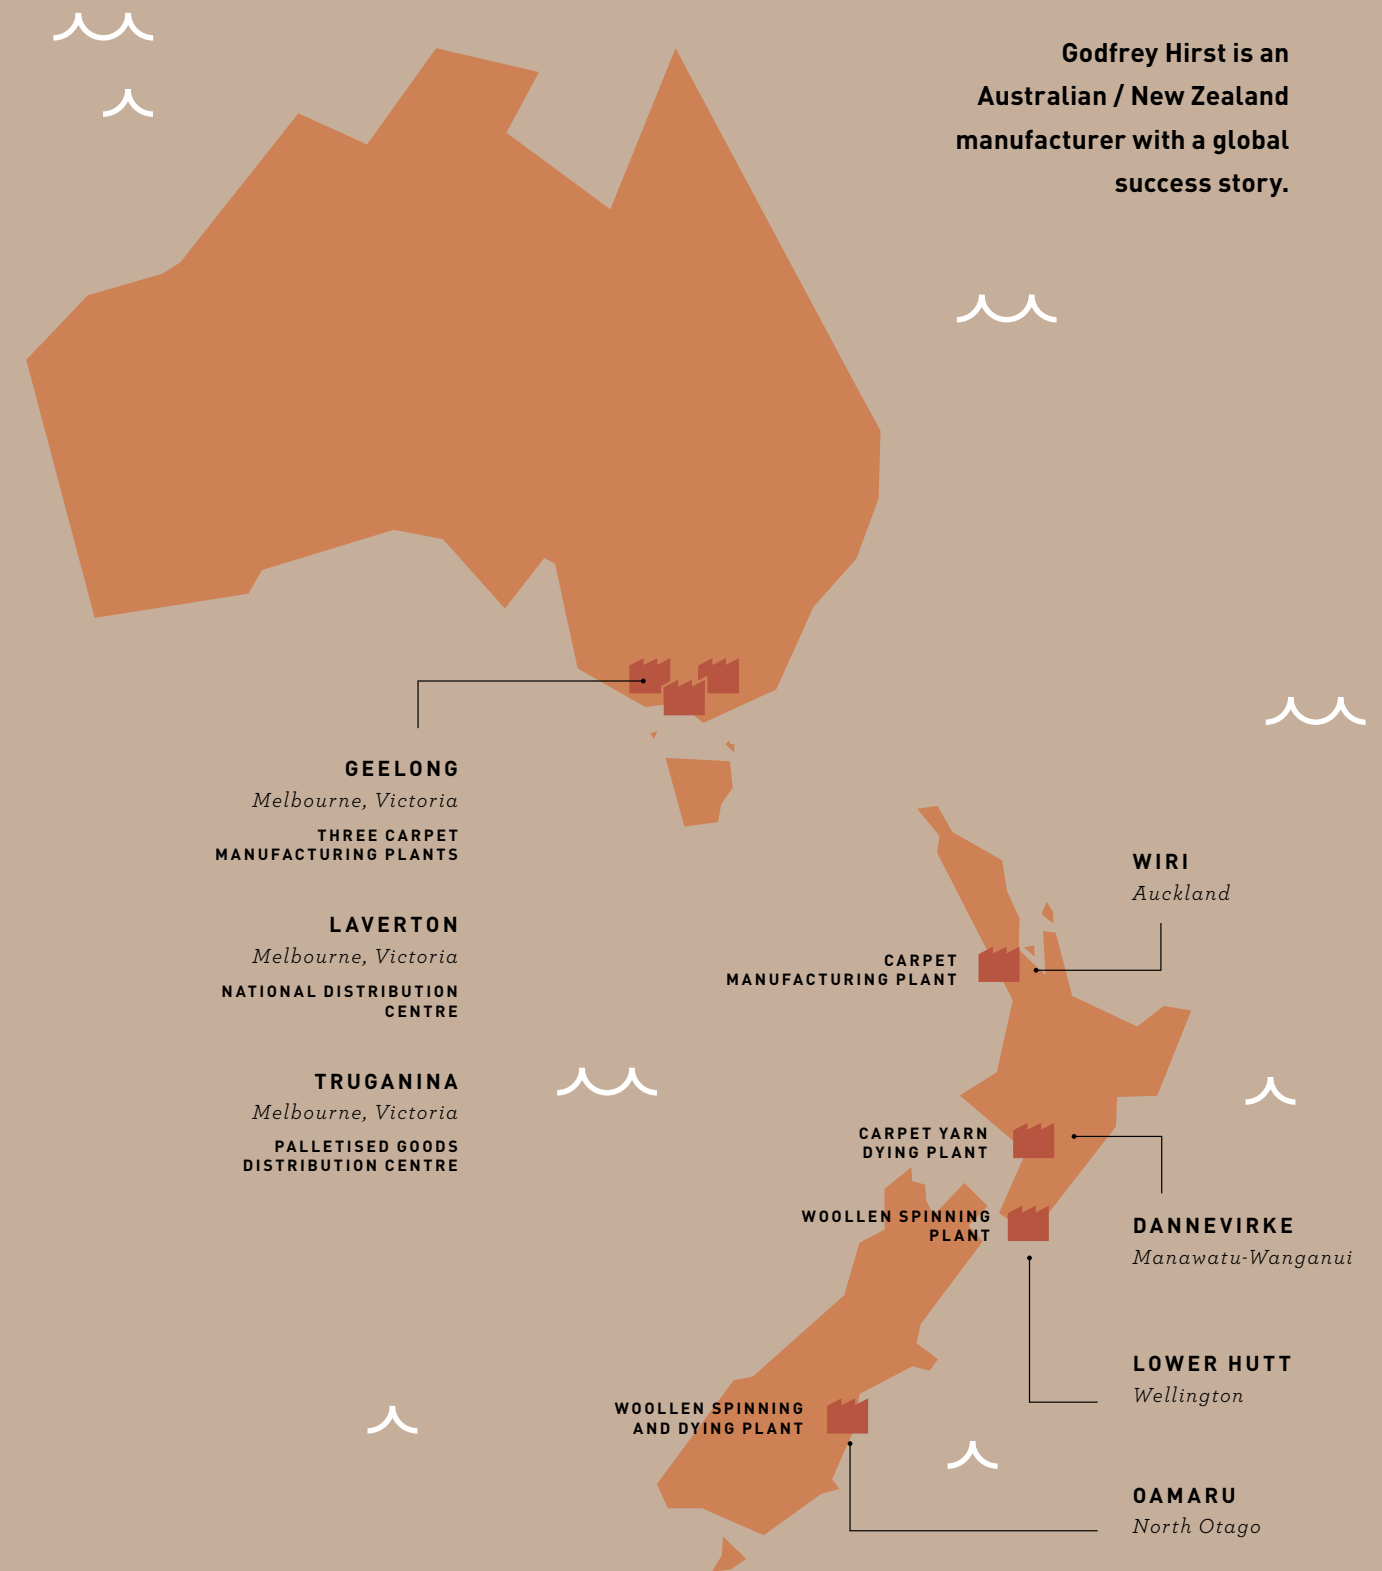 Godfrey Hirst is an
Australian / New Zealand
manufacturer with a global
success story.
GEELONG
Melbourne, Victoria
THREE CARPET
MANUFACTURING PLANTS
LAVERTON
Melbourne, Victoria
NATIONAL DISTRIBUTION
CENTRE
TRUGANINA
Melbourne, Victoria
PALLETISED GOODS
DISTRIBUTION CENTRE
WIRI
Auckland
CARPET
MANUFACTURING PLANT
CARPET YARN
DYING PLANT
DANNEVIRKE
Manawatu-Wanganui
WOOLLEN SPINNING
PLANT
LOWER HUTT
Wellington
WOOLLEN SPINNING
AND DYING PLANT
OAMARU
North Otago